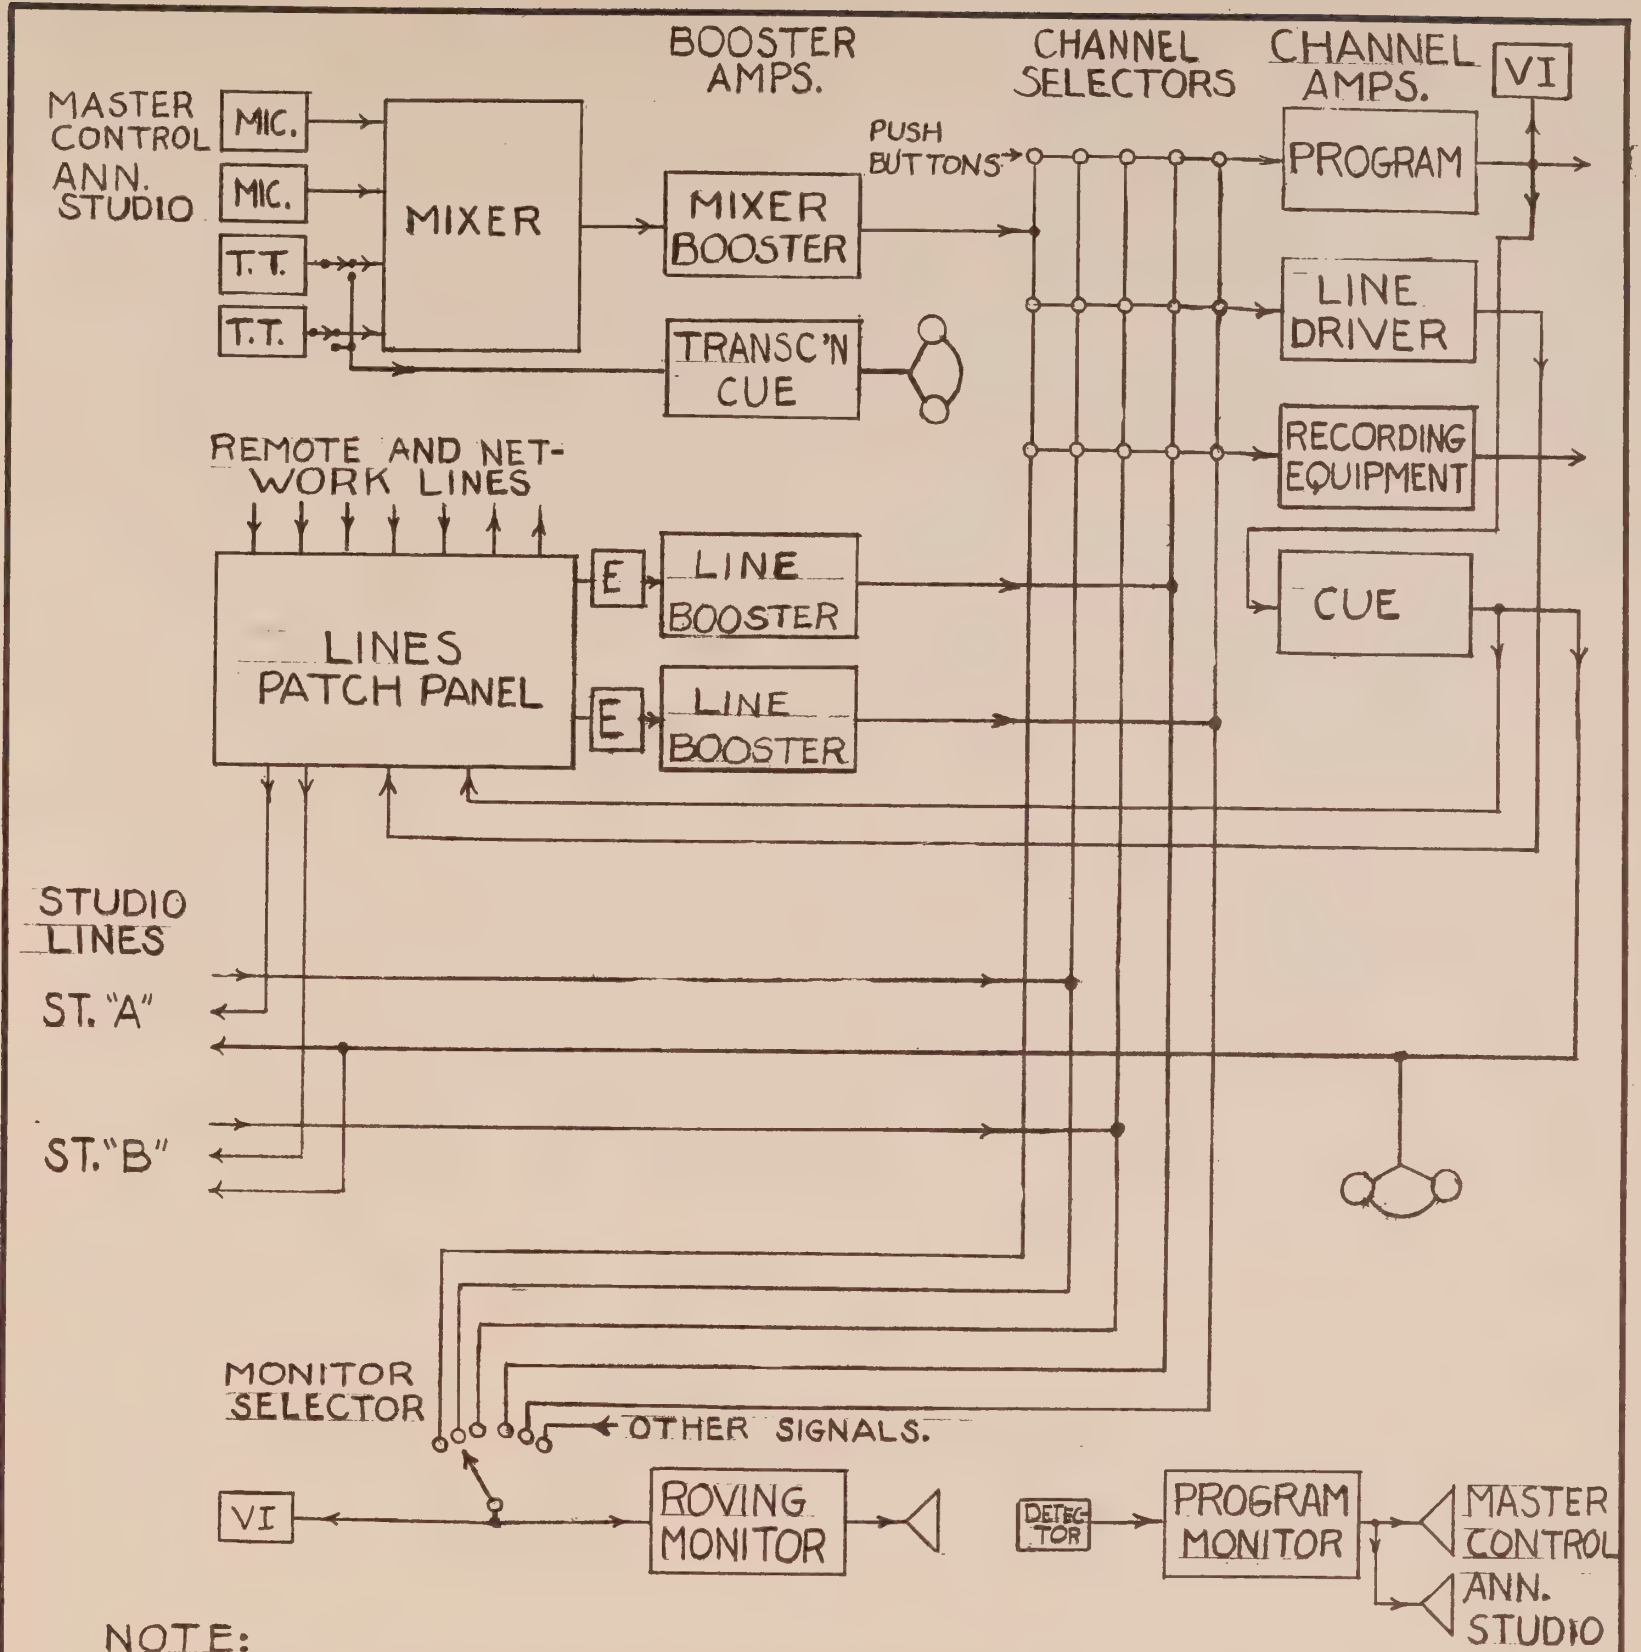 BOOSTER
AMPS.
CHANNEL
SELECTORS
CHANNEL
AMPS.
VI
MASTER
CONTROL
ANN.
STUDIO
MIC.
MIC.
T.T.
T.T.
MIXER
MIXER
BOOSTER
TRANSC'N
CUE
PUSH
BUTTONS
PROGRAM
LINE
DRIVER
RECORDING
EQUIPMENT
CUE
REMOTE AND NET-
WORK LINES
LINES
PATCH PANEL
E
LINE
BOOSTER
E
LINE
BOOSTER
STUDIO
LINES
ST. "A"
ST. "B"
MONITOR
SELECTOR
OTHER SIGNALS.
VI
ROVING
MONITOR
DETEC-
TOR
PROGRAM
MONITOR
MASTER
CONTROL
ANN.
STUDIO
NOTE: